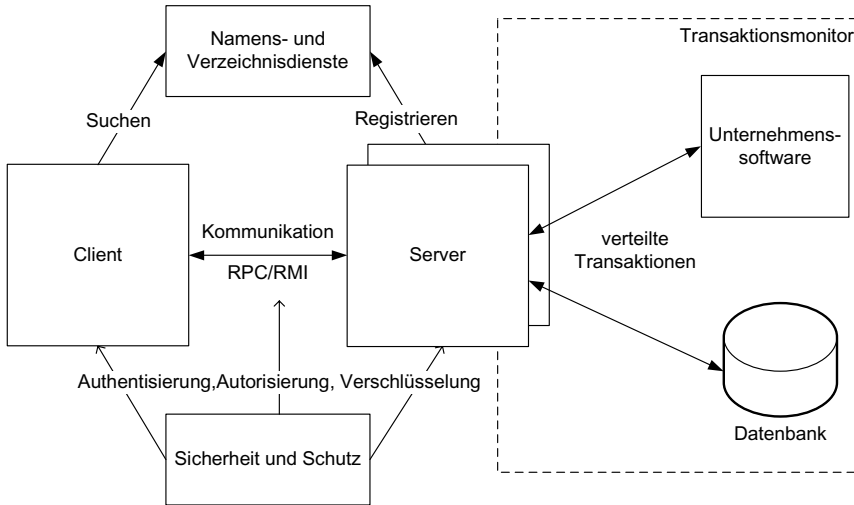 Namens- und
Verzeichnisdienste
Transaktionsmonitor
Suchen
Registrieren
Unternehmens-
software
Client
Kommunikation
RPC/RMI
Server
verteilte
Transaktionen
Authentisierung,Autorisierung, Verschlüsselung
Sicherheit und Schutz
Datenbank